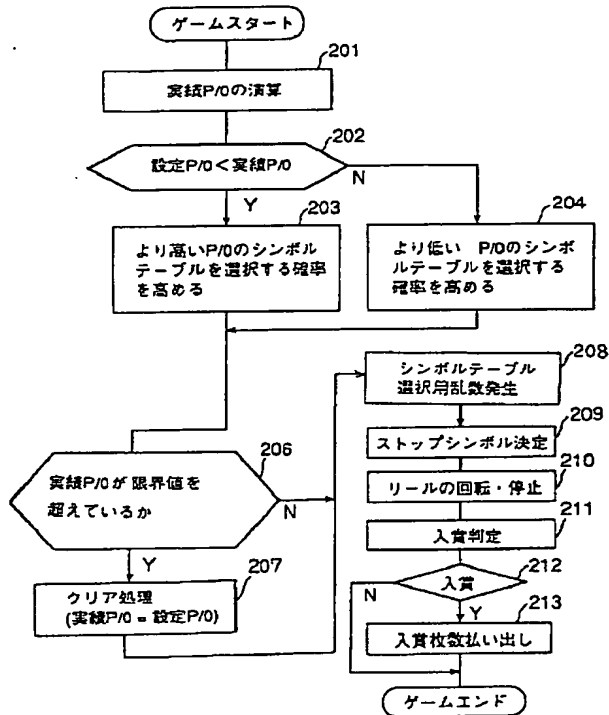 ゲームスタート
201
実績P/Oの演算
202
設定P/O<実績P/O
N
Y
203
より高いP/Oのシンボル
テーブルを選択する確率
を高める
204
より低い P/Oのシンボ
ルテーブルを選択する
確率を高める
206
実績P/Oが限界値を
超えているか
N
Y
207
クリア処理
(実績P/O=設定P/O)
208
シンボルテーブル
選択用乱数発生
209
ストップシンボル決定
210
リールの回転・停止
211
入賞判定
212
入賞
N
Y
213
入賞枚数払い出し
ゲームエンド